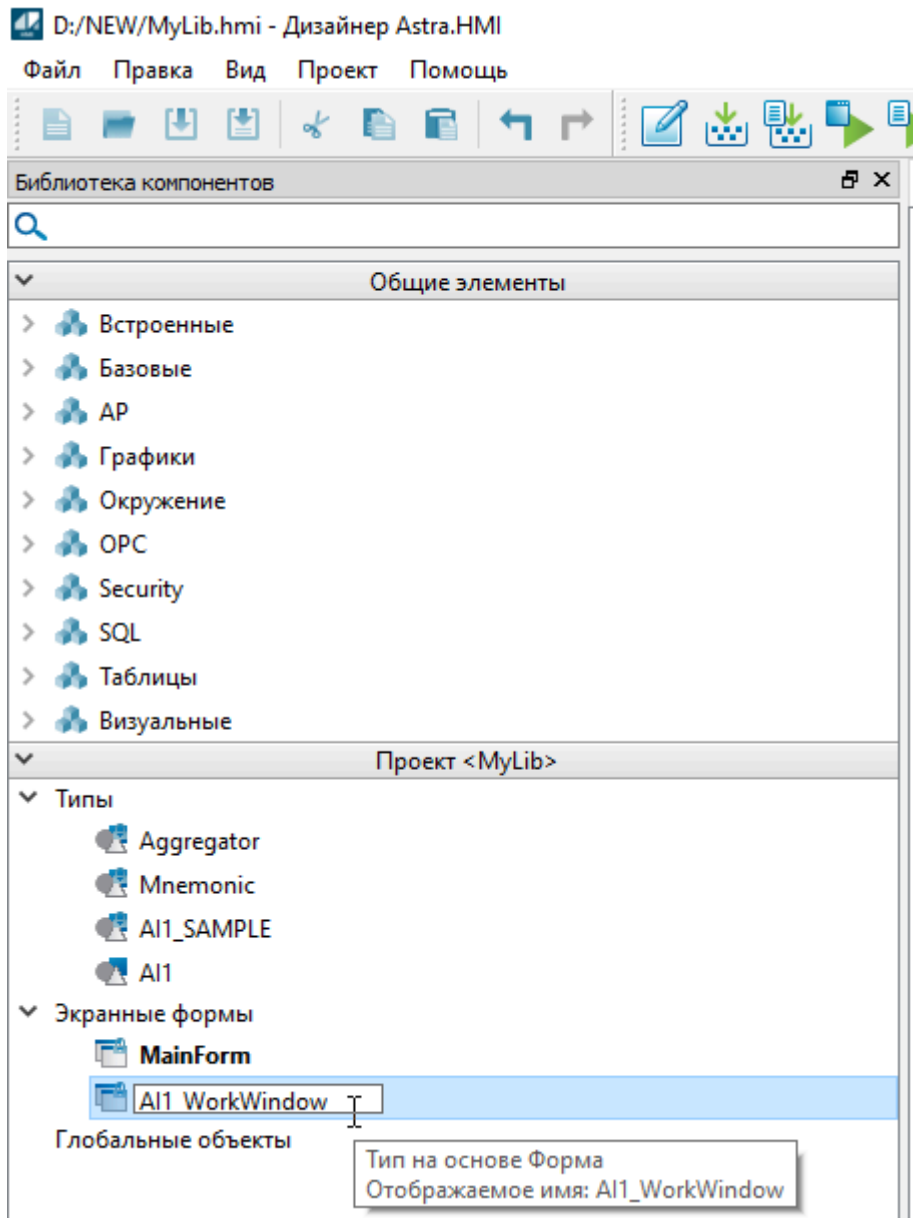 D:/NEW/MyLib.hmi - Дизайнер Astra.HMI
Файл Правка Вид Проект Помощь
Библиотека компонентов
Общие элементы
Встроенные
Базовые
AP
Графики
Окружение
OPC
Security
SQL
Таблицы
Визуальные
Проект <MyLib>
Типы
Aggregator
Mnemonic
AI1_SAMPLE
AI1
Экранные формы
MainForm
AI1_WorkWindow
Глобальные объекты
Тип на основе Форма
Отображаемое имя: AI1_WorkWindow